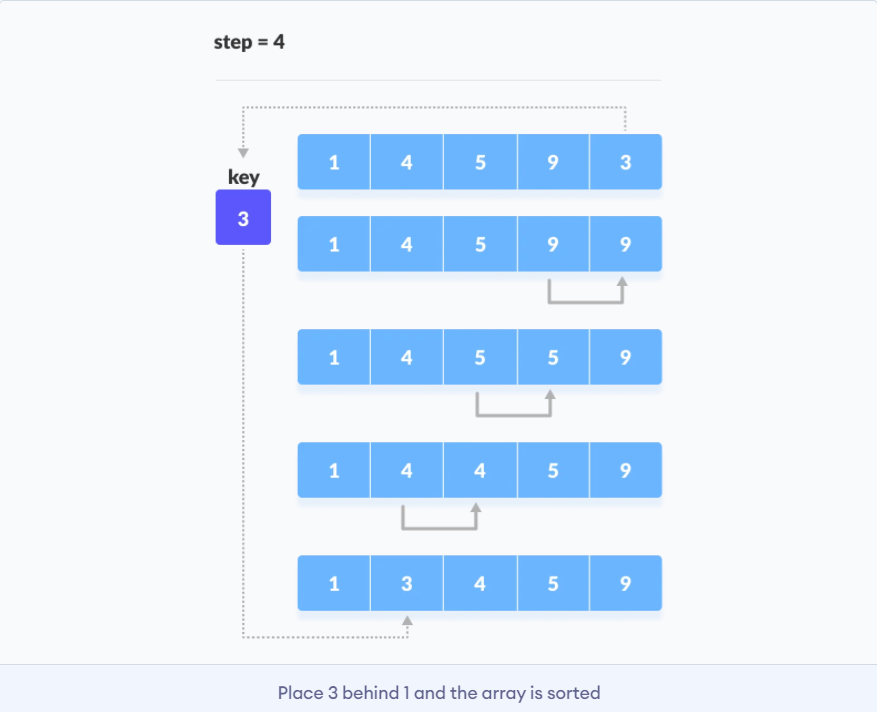 step = 4
1 4 5 9 3
key
3
1 4 5 9 9
1 4 5 5 9
1 4 4 5 9
1 3 4 5 9
Place 3 behind 1 and the array is sorted